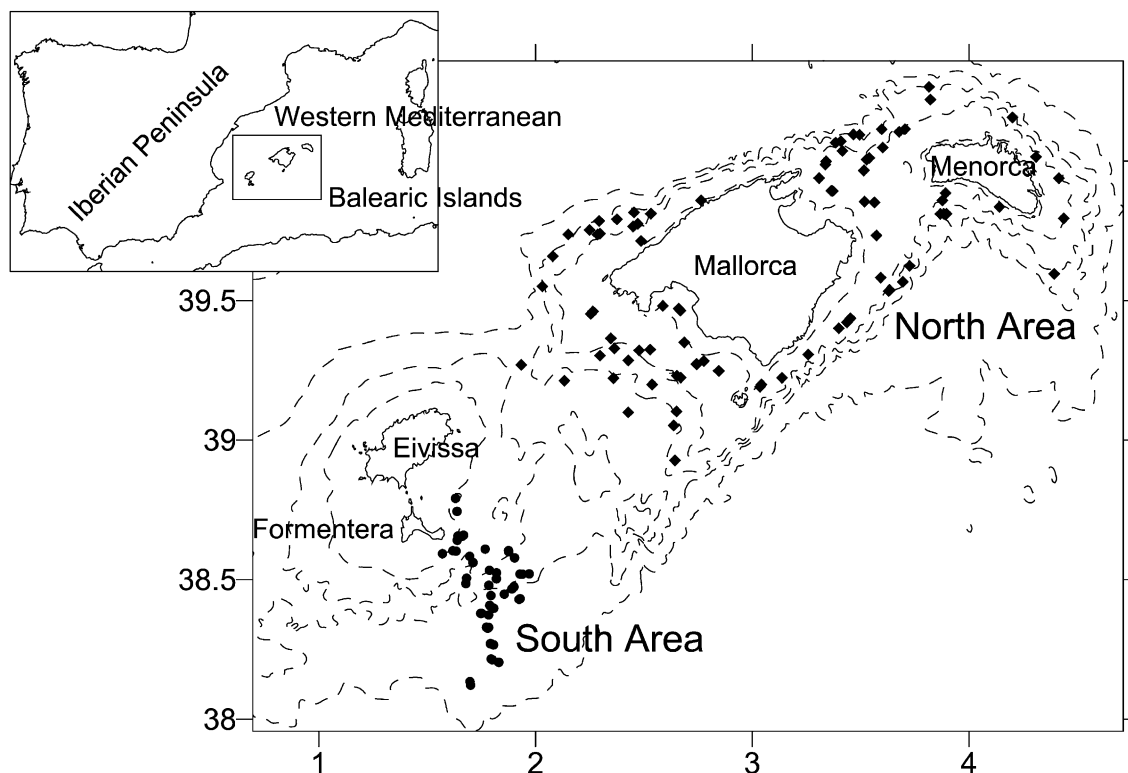 Iberian Peninsula
Western Mediterranean
Balearic Islands
Menorca
Mallorca
39.5
North Area
39
Eivissa
Formentera
38.5
South Area
38
1
2
3
4